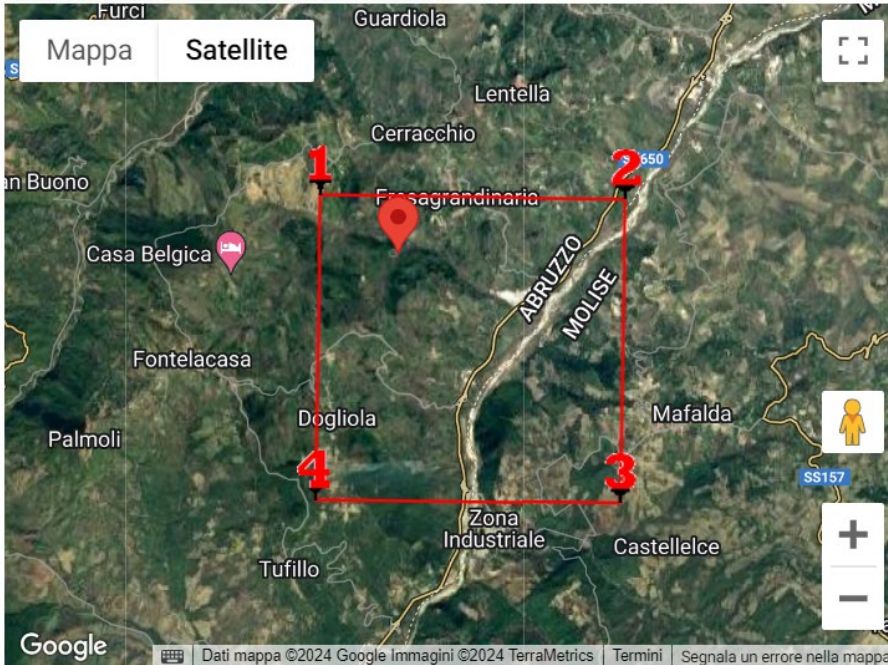 Furci
Guardiola
Mappa
Satellite
Lentella
Cerracchio
SS650
1
2
an Buono
Fresagrandinaria
Casa Belgica
ABRUZZO
MOLISE
Fontelacasa
Dogliola
Mafalda
Palmoli
4
3
SS157
Zona
Industriale
Castellelce
Tufillo
Google
Dati mappa ©2024 Google Immagini ©2024 TerraMetrics
Termini
Segnala un errore nella mappa